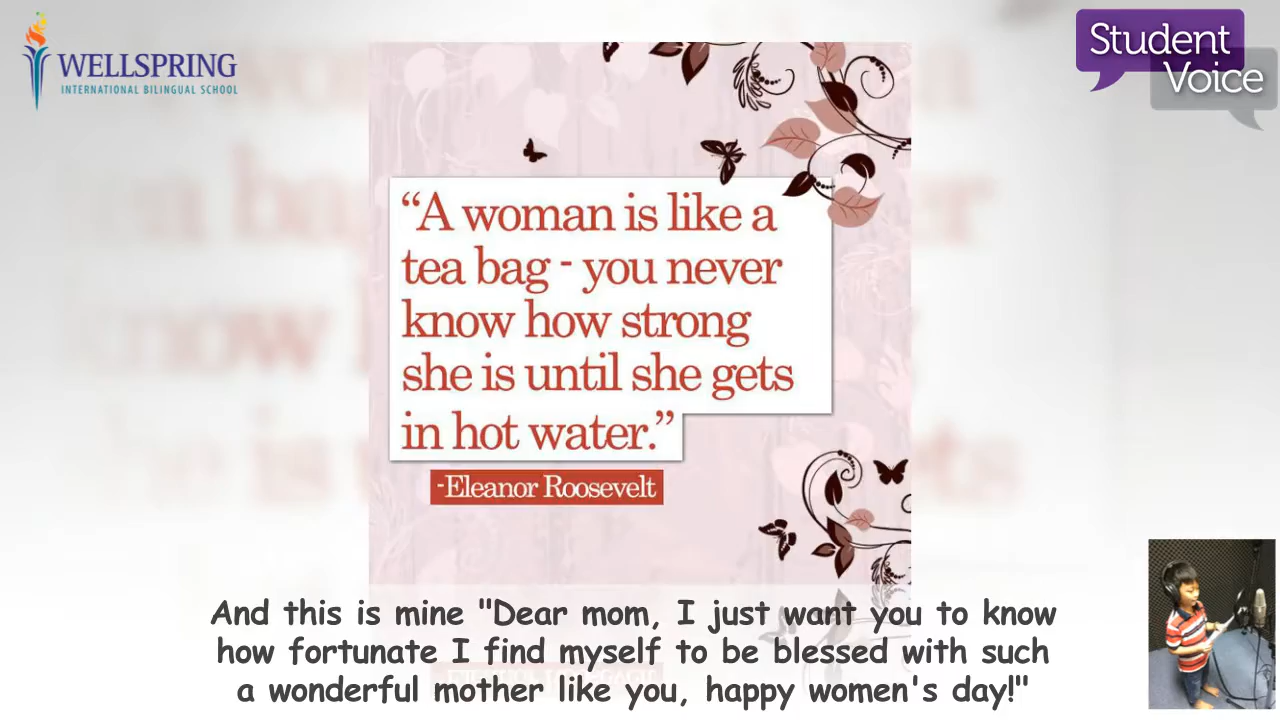 WELLSPRING
INTERNATIONAL BILINGUAL SCHOOL
Student
Voice
“A woman is like a
tea bag - you never
know how strong
she is until she gets
in hot water.”
-Eleanor Roosevelt
And this is mine "Dear mom, I just want you to know
how fortunate I find myself to be blessed with such
a wonderful mother like you, happy women's day!"